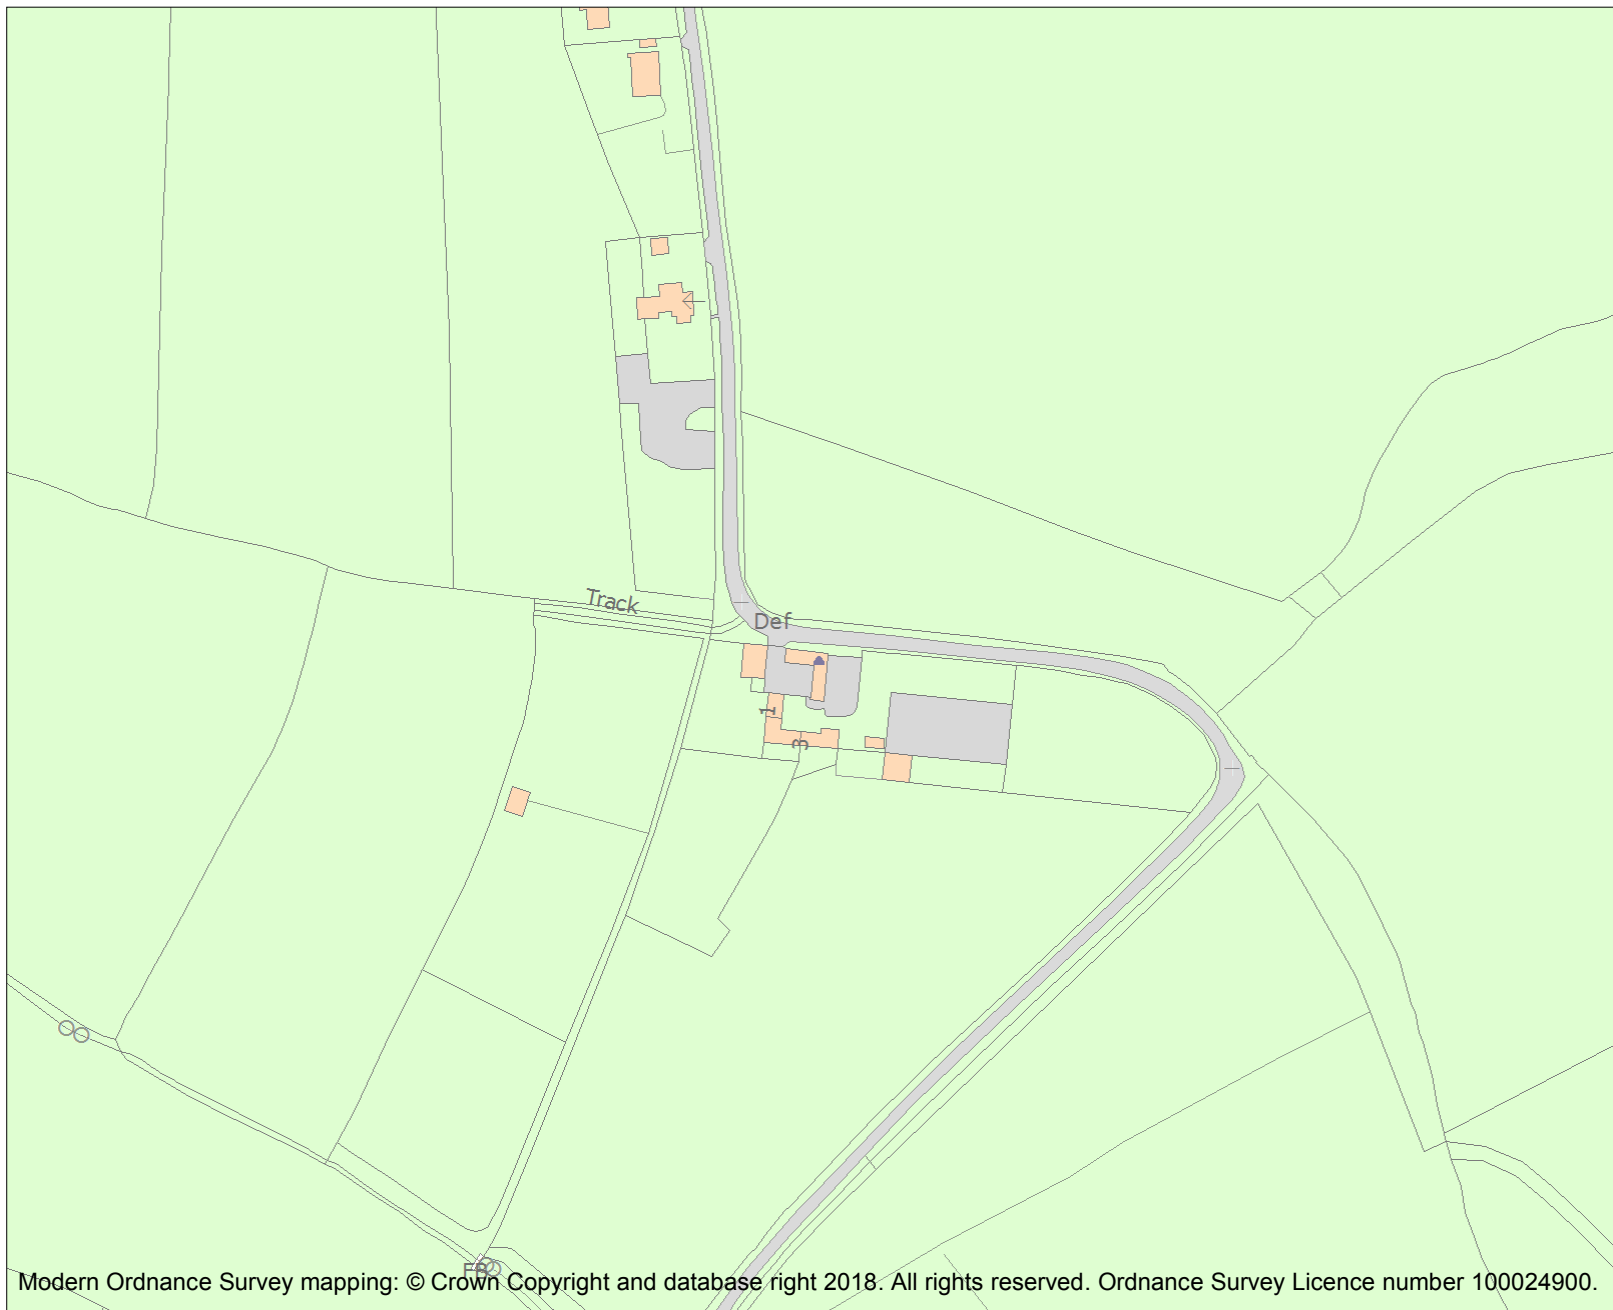 Track
Def
1
3
FB
Modern Ordnance Survey mapping: © Crown Copyright and database right 2018. All rights reserved. Ordnance Survey Licence number 100024900.